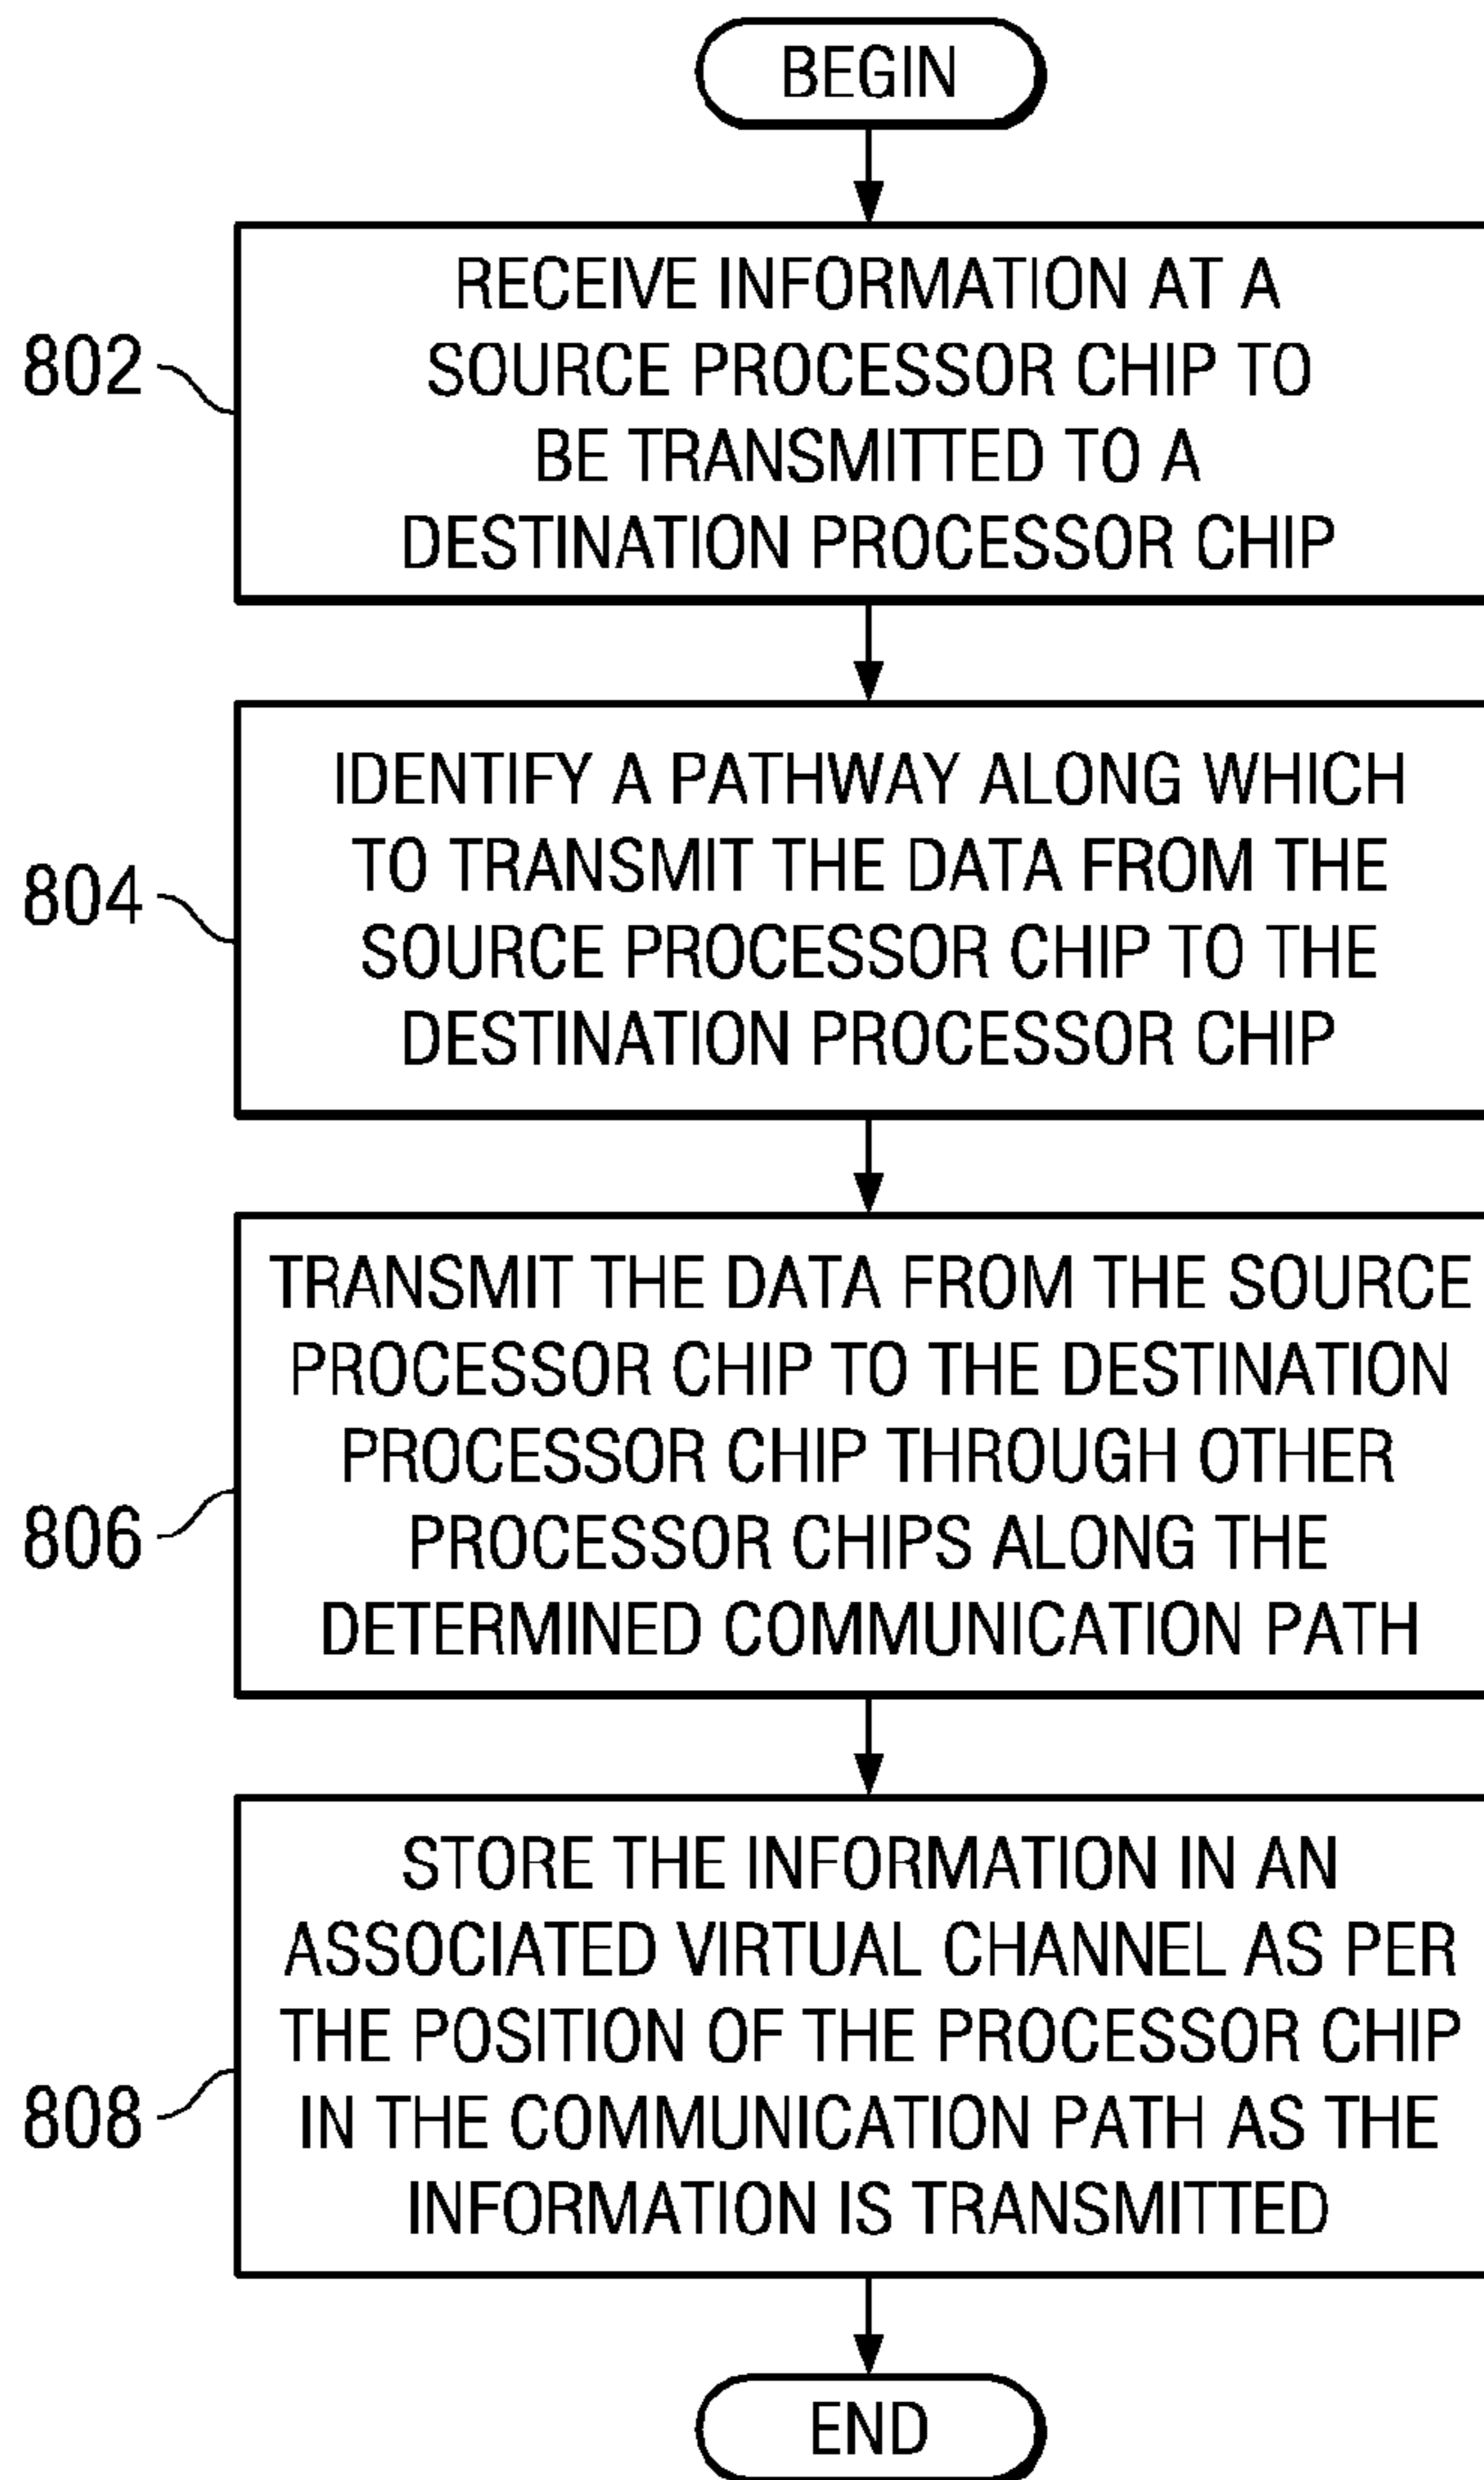 BEGIN
802
RECEIVE INFORMATION AT A
SOURCE PROCESSOR CHIP TO
BE TRANSMITTED TO A
DESTINATION PROCESSOR CHIP
804
IDENTIFY A PATHWAY ALONG WHICH
TO TRANSMIT THE DATA FROM THE
SOURCE PROCESSOR CHIP TO THE
DESTINATION PROCESSOR CHIP
806
TRANSMIT THE DATA FROM THE SOURCE
PROCESSOR CHIP TO THE DESTINATION
PROCESSOR CHIP THROUGH OTHER
PROCESSOR CHIPS ALONG THE
DETERMINED COMMUNICATION PATH
808
STORE THE INFORMATION IN AN
ASSOCIATED VIRTUAL CHANNEL AS PER
THE POSITION OF THE PROCESSOR CHIP
IN THE COMMUNICATION PATH AS THE
INFORMATION IS TRANSMITTED
END